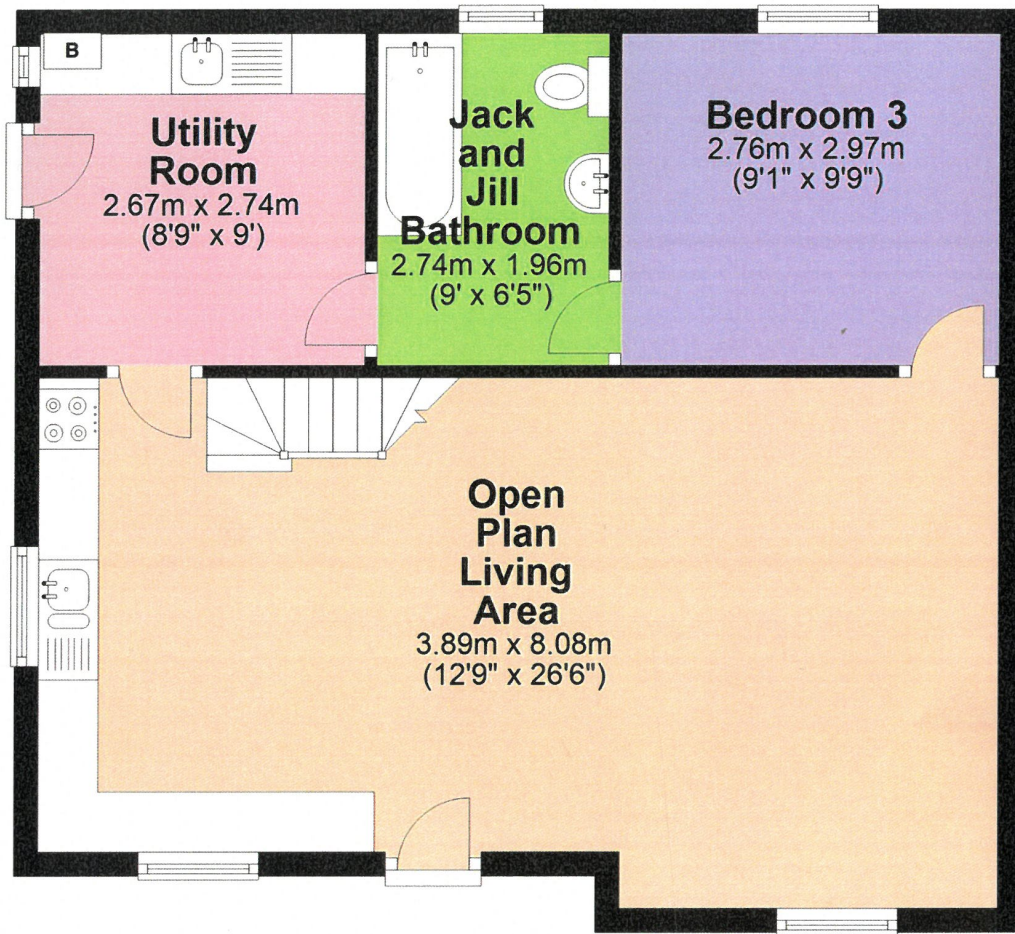 B
Utility
Room
2.67m x 2.74m
(8'9" x 9')
Jack
and
Jill
Bathroom
2.74m x 1.96m
(9' x 6'5")
Bedroom 3
2.76m x 2.97m
(9'1" x 9'9")
Open
Plan
Living
Area
3.89m x 8.08m
(12'9" x 26'6")